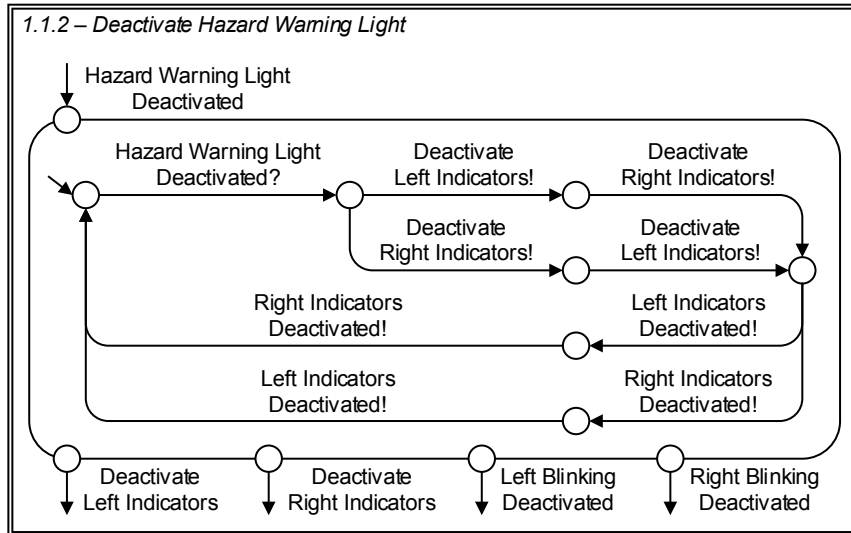 1.1.2 – Deactivate Hazard Warning Light
Hazard Warning Light
Deactivated
Hazard Warning Light
Deactivated?
Deactivate
Left Indicators!
Deactivate
Right Indicators!
Deactivate
Right Indicators!
Deactivate
Left Indicators!
Right Indicators
Deactivated!
Left Indicators
Deactivated!
Left Indicators
Deactivated!
Right Indicators
Deactivated!
Deactivate
Left Indicators
Deactivate
Right Indicators
Left Blinking
Deactivated
Right Blinking
Deactivated